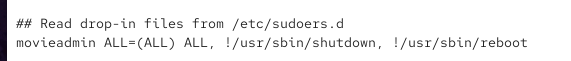 ## Read drop-in files from /etc/sudoers.d
movieadmin ALL=(ALL) ALL, !/usr/sbin/shutdown, !/usr/sbin/reboot